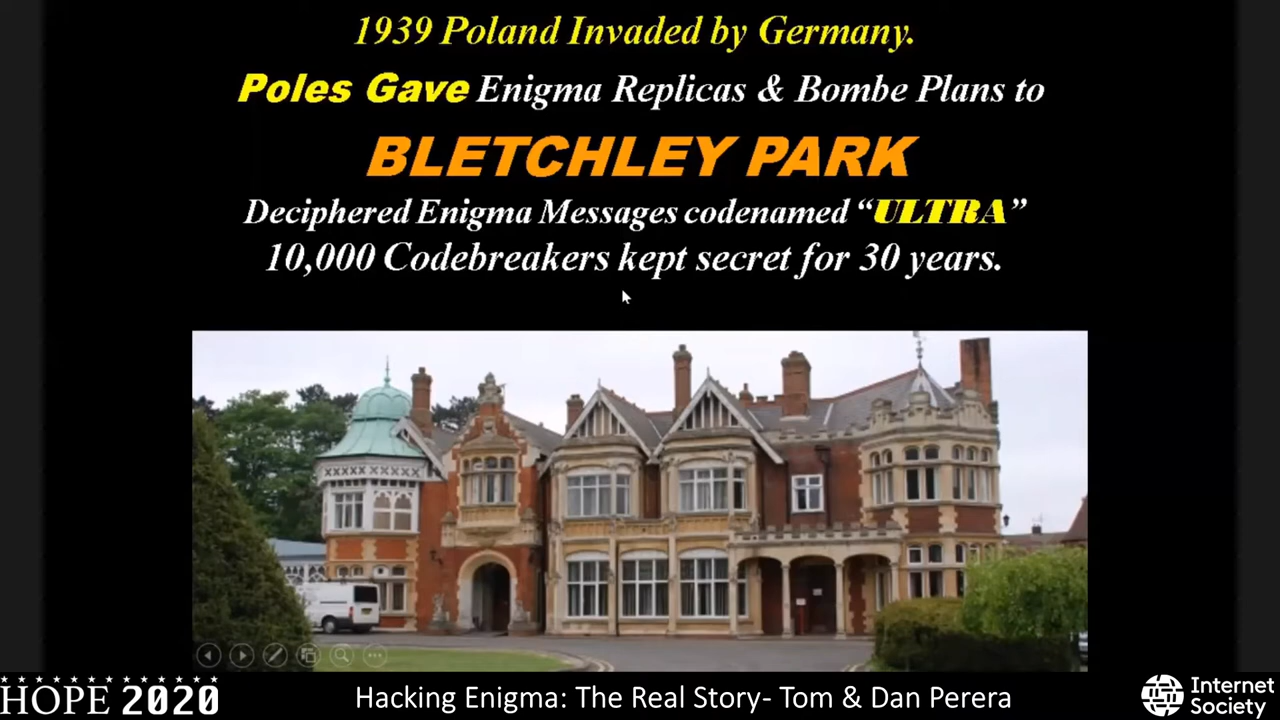 1939 Poland Invaded by Germany.
Poles Gave Enigma Replicas & Bombe Plans to
BLETCHLEY PARK
Deciphered Enigma Messages codenamed “ULTRA”
10,000 Codebreakers kept secret for 30 years.
HOPE 2020
Hacking Enigma: The Real Story- Tom & Dan Perera
Internet
Society